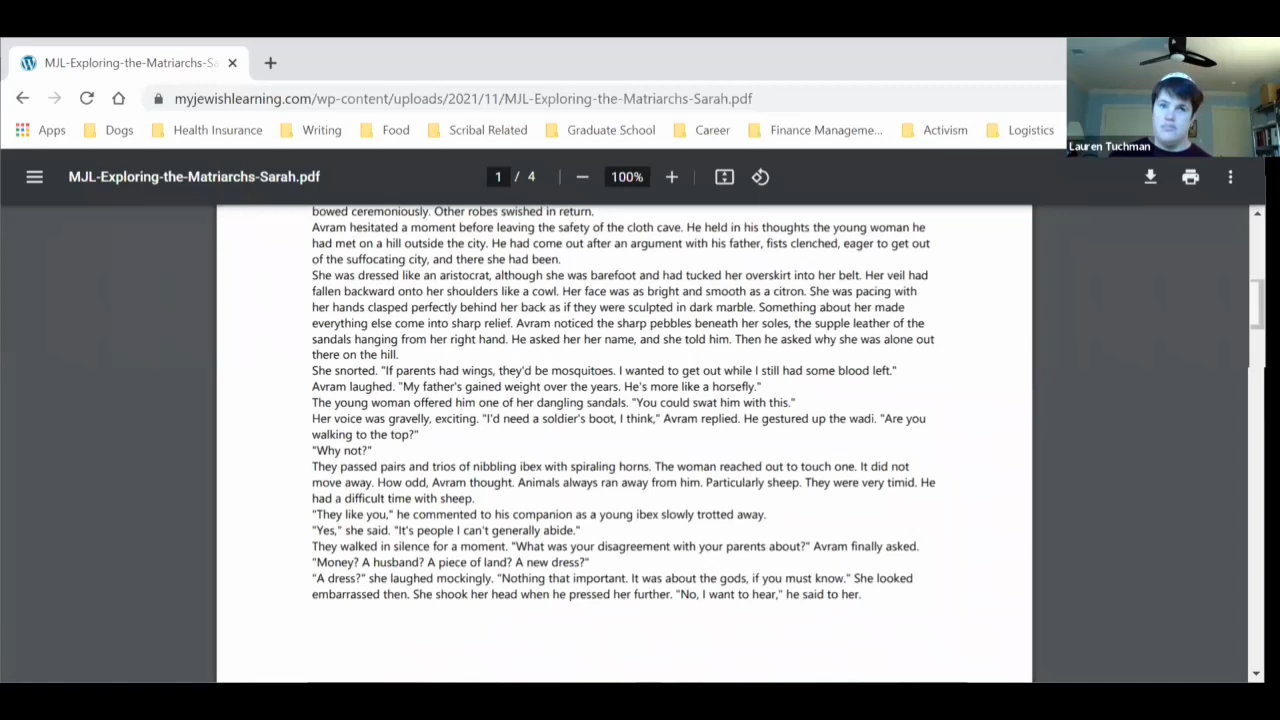 MJL-Exploring-the-Matriarchs-Sa
myjewishlearning.com/wp-content/uploads/2021/11/MJL-Exploring-the-Matriarchs-Sarah.pdf
Apps Dogs Health Insurance Writing Food Scribal Related Graduate School Career Finance Manageme... Activism Logistics
Lauren Tuchman
MJL-Exploring-the-Matriarchs-Sarah.pdf 1 / 4 100%
bowed ceremoniously. Other robes swished in return.
Avram hesitated a moment before leaving the safety of the cloth cave. He held in his thoughts the young woman he
had met on a hill outside the city. He had come out after an argument with his father, fists clenched, eager to get out
of the suffocating city, and there she had been.
She was dressed like an aristocrat, although she was barefoot and had tucked her overskirt into her belt. Her veil had
fallen backward onto her shoulders like a cowl. Her face was as bright and smooth as a citron. She was pacing with
her hands clasped perfectly behind her back as if they were sculpted in dark marble. Something about her made
everything else come into sharp relief. Avram noticed the sharp pebbles beneath her soles, the supple leather of the
sandals hanging from her right hand. He asked her her name, and she told him. Then he asked why she was alone out
there on the hill.
She snorted. "If parents had wings, they'd be mosquitoes. I wanted to get out while I still had some blood left."
Avram laughed. "My father's gained weight over the years. He's more like a horsefly."
The young woman offered him one of her dangling sandals. "You could swat him with this."
Her voice was gravelly, exciting. "I'd need a soldier's boot, I think," Avram replied. He gestured up the wadi. "Are you
walking to the top?"
"Why not?"
They passed pairs and trios of nibbling ibex with spiraling horns. The woman reached out to touch one. It did not
move away. How odd, Avram thought. Animals always ran away from him. Particularly sheep. They were very timid. He
had a difficult time with sheep.
"They like you," he commented to his companion as a young ibex slowly trotted away.
"Yes," she said. "It's people I can't generally abide."
They walked in silence for a moment. "What was your disagreement with your parents about?" Avram finally asked.
"Money? A husband? A piece of land? A new dress?"
"A dress?" she laughed mockingly. "Nothing that important. It was about the gods, if you must know." She looked
embarrassed then. She shook her head when he pressed her further. "No, I want to hear," he said to her.